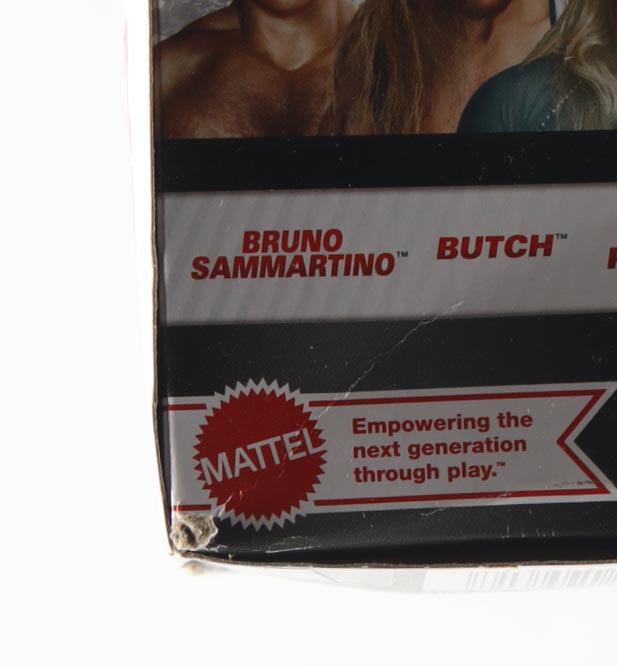 BRUNO
SAMMARTINO™
BUTCH™
MATTEL
Empowering the
next generation
through play.™